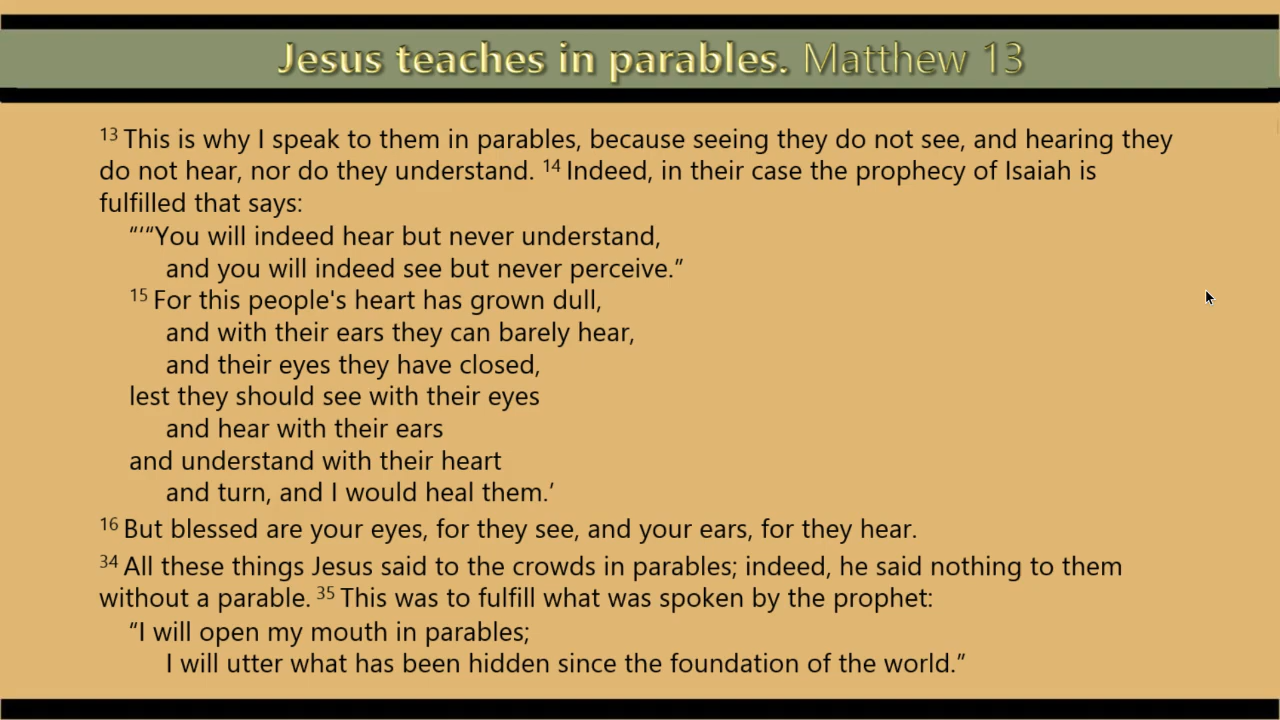 Jesus teaches in parables. Matthew 13
13 This is why I speak to them in parables, because seeing they do not see, and hearing they
do not hear, nor do they understand. 14 Indeed, in their case the prophecy of Isaiah is
fulfilled that says:
“‘“You will indeed hear but never understand,
and you will indeed see but never perceive.”
15 For this people's heart has grown dull,
and with their ears they can barely hear,
and their eyes they have closed,
lest they should see with their eyes
and hear with their ears
and understand with their heart
and turn, and I would heal them.’
16 But blessed are your eyes, for they see, and your ears, for they hear.
34 All these things Jesus said to the crowds in parables; indeed, he said nothing to them
without a parable. 35 This was to fulfill what was spoken by the prophet:
“I will open my mouth in parables;
I will utter what has been hidden since the foundation of the world.”